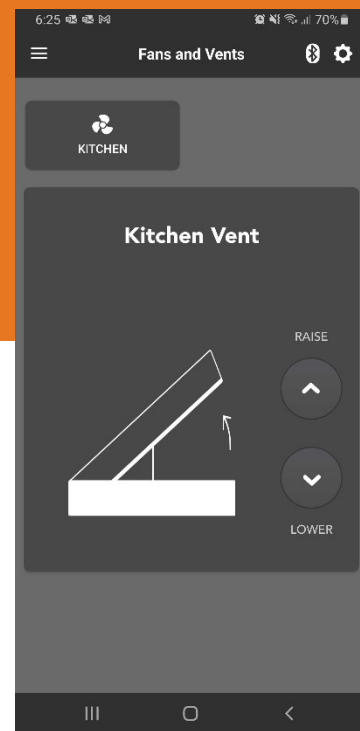 6:25 70%
Fans and Vents
KITCHEN
Kitchen Vent
RAISE
LOWER